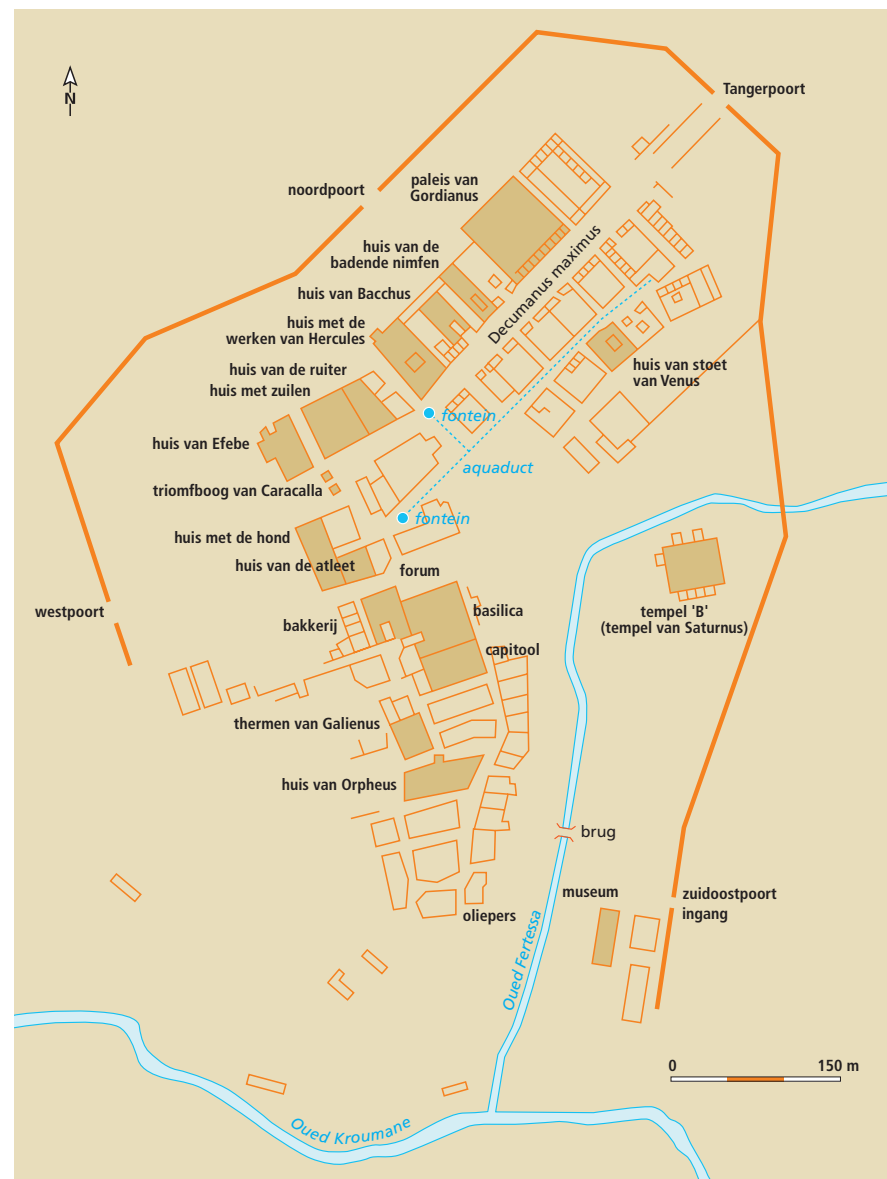 Tangerpoort
N
paleis van
Gordianus
noordpoort
huis van de
badende nimfen
Decumanus maximus
huis van Bacchus
huis met de
werken van Hercules
huis van de ruiter
huis met zuilen
huis van stoet
van Venus
fontein
huis van Efebe
aquaduct
triomfboog van Caracalla
fontein
huis met de hond
huis van de atleet
forum
westpoort
bakkerij
basilica
tempel 'B'
(tempel van Saturnus)
capitool
thermen van Galienus
huis van Orpheus
brug
museum
zuidoostpoort
ingang
oliepers
Oued Fertessa
0 150 m
Oued Kroumane